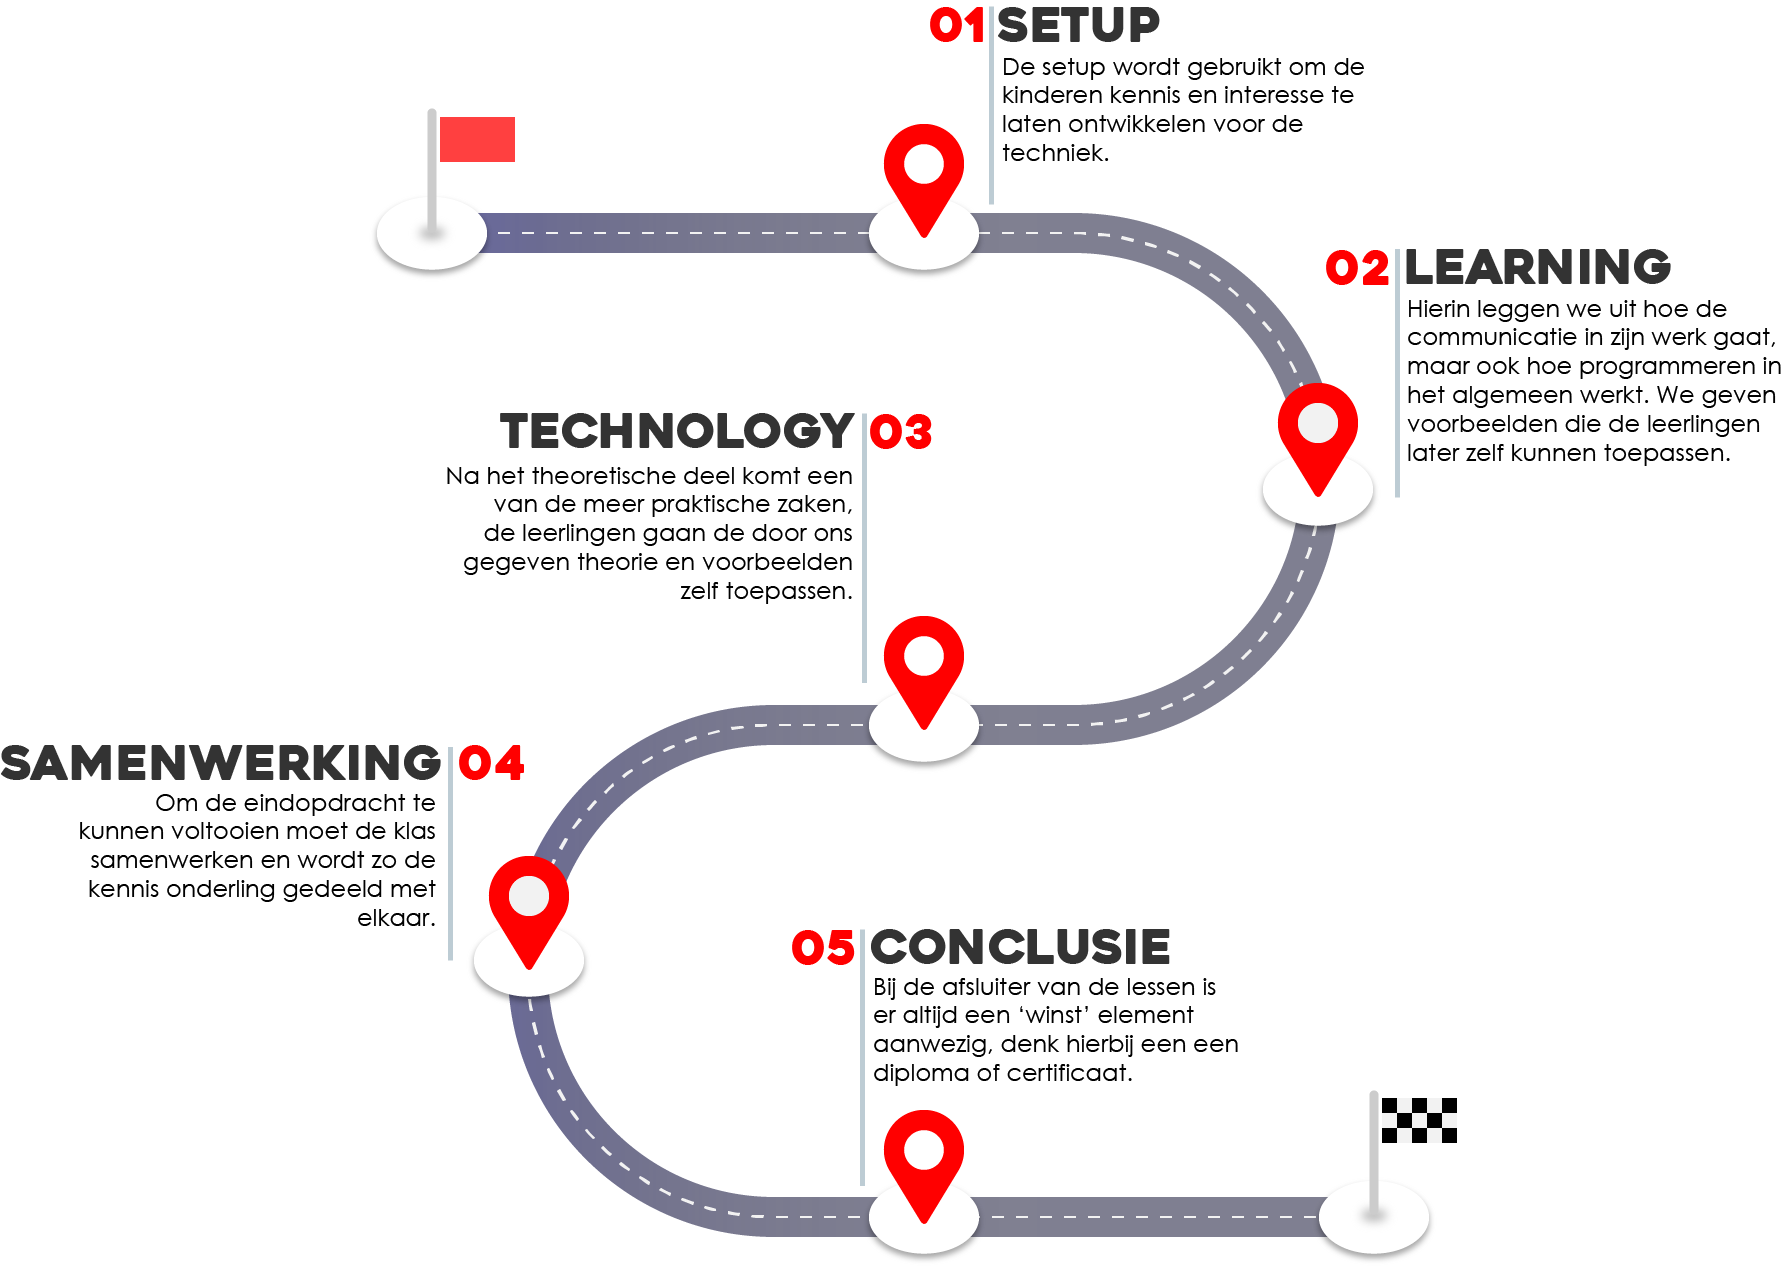 01 SETUP
De setup wordt gebruikt om de
kinderen kennis en interesse te
laten ontwikkelen voor de
techniek.
02 LEARNING
Hierin leggen we uit hoe de
communicatie in zijn werk gaat,
maar ook hoe programmeren in
het algemeen werkt. We geven
voorbeelden die de leerlingen
later zelf kunnen toepassen.
TECHNOLOGY 03
Na het theoretische deel komt een
van de meer praktische zaken,
de leerlingen gaan de door ons
gegeven theorie en voorbeelden
zelf toepassen.
SAMENWERKING 04
Om de eindopdracht te
kunnen voltooien moet de klas
samenwerken en wordt zo de
kennis onderling gedeeld met
elkaar.
05 CONCLUSIE
Bij de afsluiter van de lessen is
er altijd een ‘winst’ element
aanwezig, denk hierbij een een
diploma of certificaat.